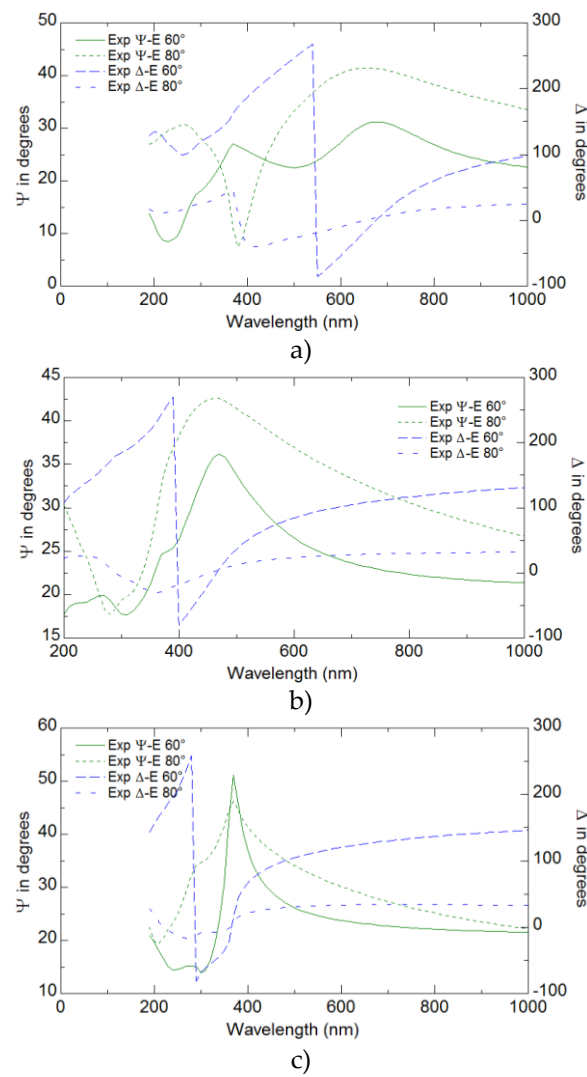 Exp Ψ-E 60°
Exp Ψ-E 80°
Exp Δ-E 60°
Exp Δ-E 80°
Ψ in degrees
50
40
30
20
10
0
Δ in degrees
300
200
100
0
-100
0 200 400 600 800 1000
Wavelength (nm)
a)
Exp Ψ-E 60°
Exp Ψ-E 80°
Exp Δ-E 60°
Exp Δ-E 80°
Ψ in degrees
45
40
35
30
25
20
15
Δ in degrees
300
200
100
0
-100
200 400 600 800 1000
Wavelength (nm)
b)
Exp Ψ-E 60°
Exp Ψ-E 80°
Exp Δ-E 60°
Exp Δ-E 80°
Ψ in degrees
60
50
40
30
20
10
Δ in degrees
300
200
100
0
-100
0 200 400 600 800 1000
Wavelength (nm)
c)